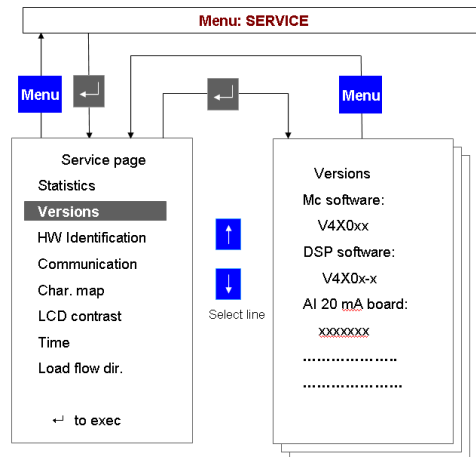 Menu: SERVICE
Menu
Menu
Service page
Statistics
Versions
HW Identification
Communication
Char. map
LCD contrast
Time
Load flow dir.
↵ to exec
↑
↓
Select line
Versions
Mc software:
V4X0xx
DSP software:
V4X0x-x
AI 20 mA board:
xxxxxxx
...................
....................